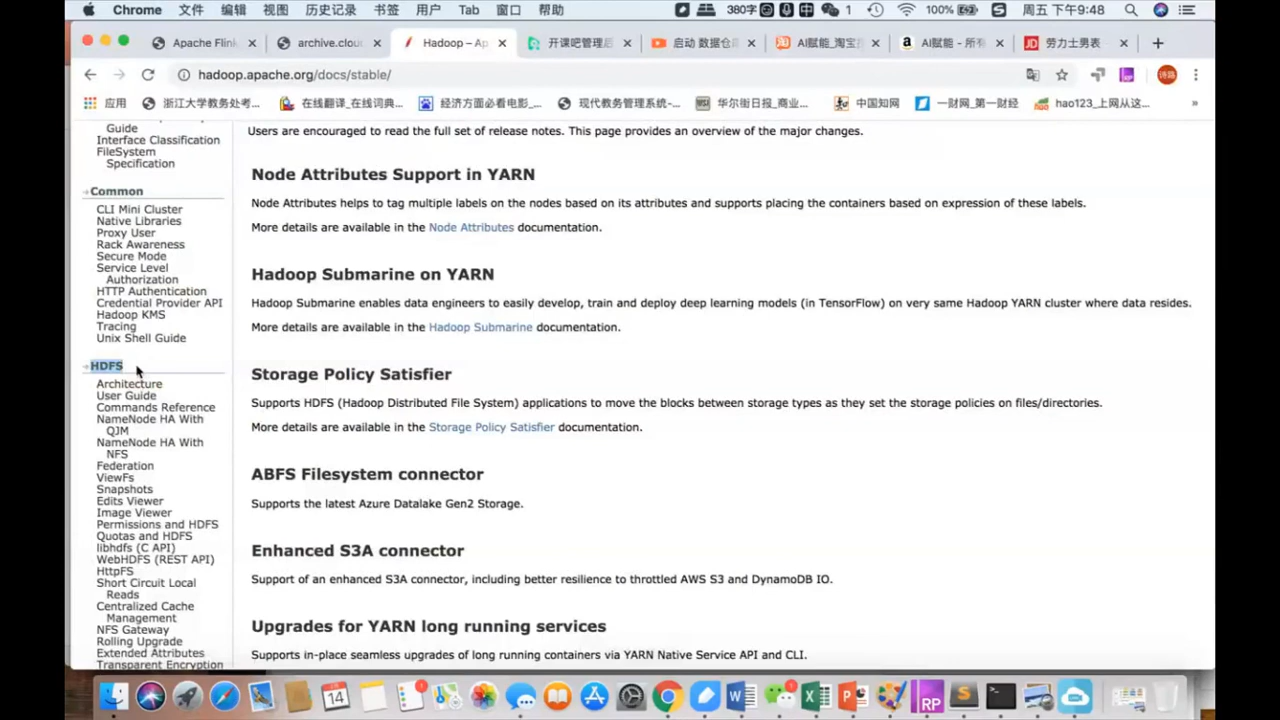 Chrome 文件 编辑 视图 历史记录 书签 用户 Tab 窗口 帮助 380字 1 100% 周五 下午9:48
Apache Flin archive.clou Hadoop – Ap 开课吧管理后 启动 数据仓 AI赋能_淘宝 AI赋能 - 所有 劳力士男表
hadoop.apache.org/docs/stable/
应用 浙江大学教务处考... 在线翻译_在线词典... 经济方面必看电影_... 现代教务管理系统-... 华尔街日报_商业... 中国知网 一财网_第一财经 hao123_上网从这... »
Guide
Interface Classification
FileSystem
Specification
Common
CLI Mini Cluster
Native Libraries
Proxy User
Rack Awareness
Secure Mode
Service Level
Authorization
HTTP Authentication
Credential Provider API
Hadoop KMS
Tracing
Unix Shell Guide
HDFS
Architecture
User Guide
Commands Reference
NameNode HA With
QJM
NameNode HA With
NFS
Federation
ViewFs
Snapshots
Edits Viewer
Image Viewer
Permissions and HDFS
Quotas and HDFS
libhdfs (C API)
WebHDFS (REST API)
HttpFS
Short Circuit Local
Reads
Centralized Cache
Management
NFS Gateway
Rolling Upgrade
Extended Attributes
Transparent Encryption
Users are encouraged to read the full set of release notes. This page provides an overview of the major changes.
Node Attributes Support in YARN
Node Attributes helps to tag multiple labels on the nodes based on its attributes and supports placing the containers based on expression of these labels.
More details are available in the Node Attributes documentation.
Hadoop Submarine on YARN
Hadoop Submarine enables data engineers to easily develop, train and deploy deep learning models (in TensorFlow) on very same Hadoop YARN cluster where data resides.
More details are available in the Hadoop Submarine documentation.
Storage Policy Satisfier
Supports HDFS (Hadoop Distributed File System) applications to move the blocks between storage types as they set the storage policies on files/directories.
More details are available in the Storage Policy Satisfier documentation.
ABFS Filesystem connector
Supports the latest Azure Datalake Gen2 Storage.
Enhanced S3A connector
Support of an enhanced S3A connector, including better resilience to throttled AWS S3 and DynamoDB IO.
Upgrades for YARN long running services
Supports in-place seamless upgrades of long running containers via YARN Native Service API and CLI.
14 RP